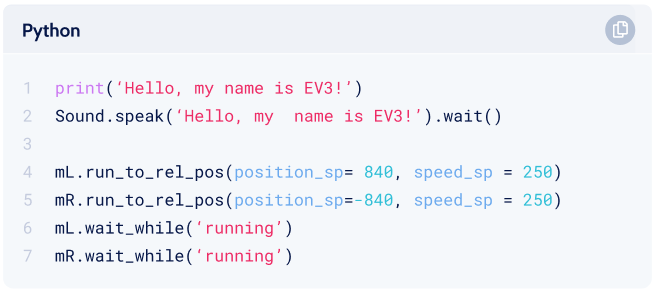 Python
1 print(‘Hello, my name is EV3!’)
2 Sound.speak(‘Hello, my  name is EV3!’).wait()
3
4 mL.run_to_rel_pos(position_sp= 840, speed_sp = 250)
5 mR.run_to_rel_pos(position_sp=-840, speed_sp = 250)
6 mL.wait_while(‘running’)
7 mR.wait_while(‘running’)